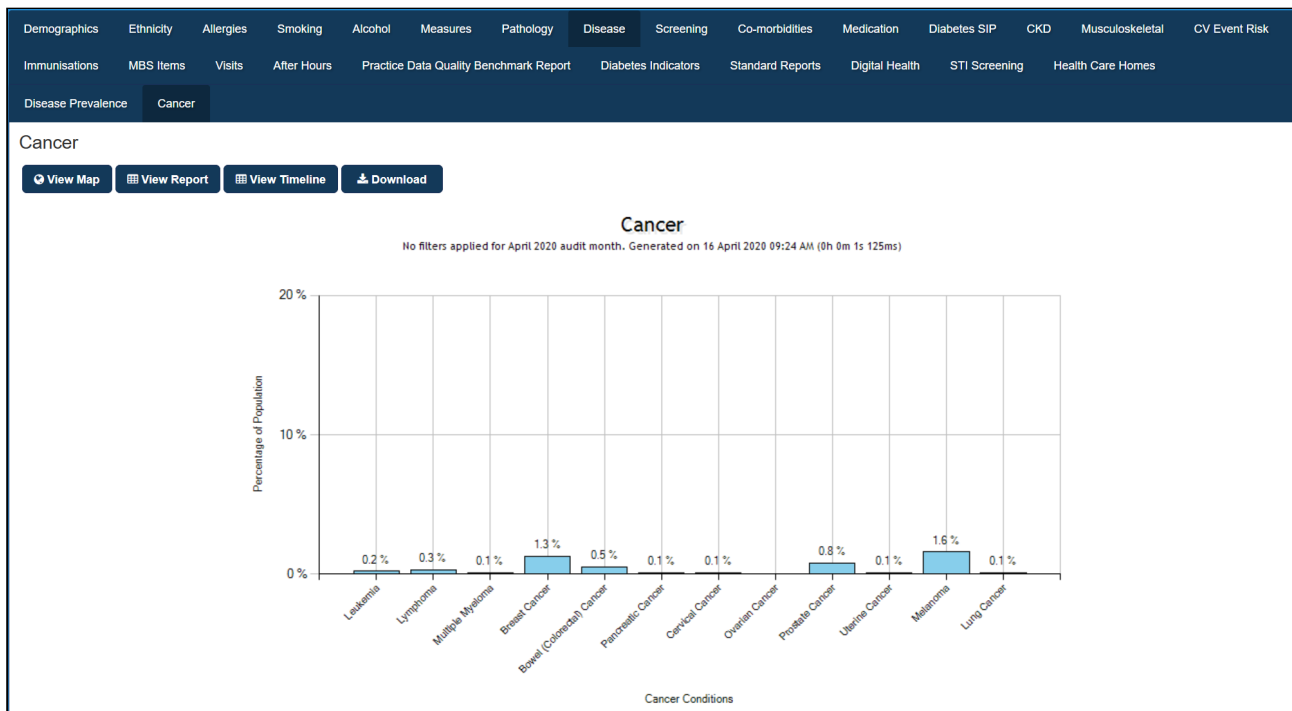 Demographics Ethnicity Allergies Smoking Alcohol Measures Pathology Disease Screening Co-morbidities Medication Diabetes SIP CKD Musculoskeletal CV Event Risk
Immunisations MBS Items Visits After Hours Practice Data Quality Benchmark Report Diabetes Indicators Standard Reports Digital Health STI Screening Health Care Homes
Disease Prevalence Cancer
Cancer
View Map View Report View Timeline Download
Cancer
No filters applied for April 2020 audit month. Generated on 16 April 2020 09:24 AM (0h 0m 1s 125ms)
Percentage of Population
20 %
10 %
0 %
0.2 % 0.3 % 0.1 % 1.3 % 0.5 % 0.1 % 0.1 % 0.8 % 0.1 % 1.6 % 0.1 %
Leukemia
Lymphoma
Multiple Myeloma
Breast Cancer
Bowel (Colorectal) Cancer
Pancreatic Cancer
Cervical Cancer
Ovarian Cancer
Prostate Cancer
Uterine Cancer
Melanoma
Lung Cancer
Cancer Conditions